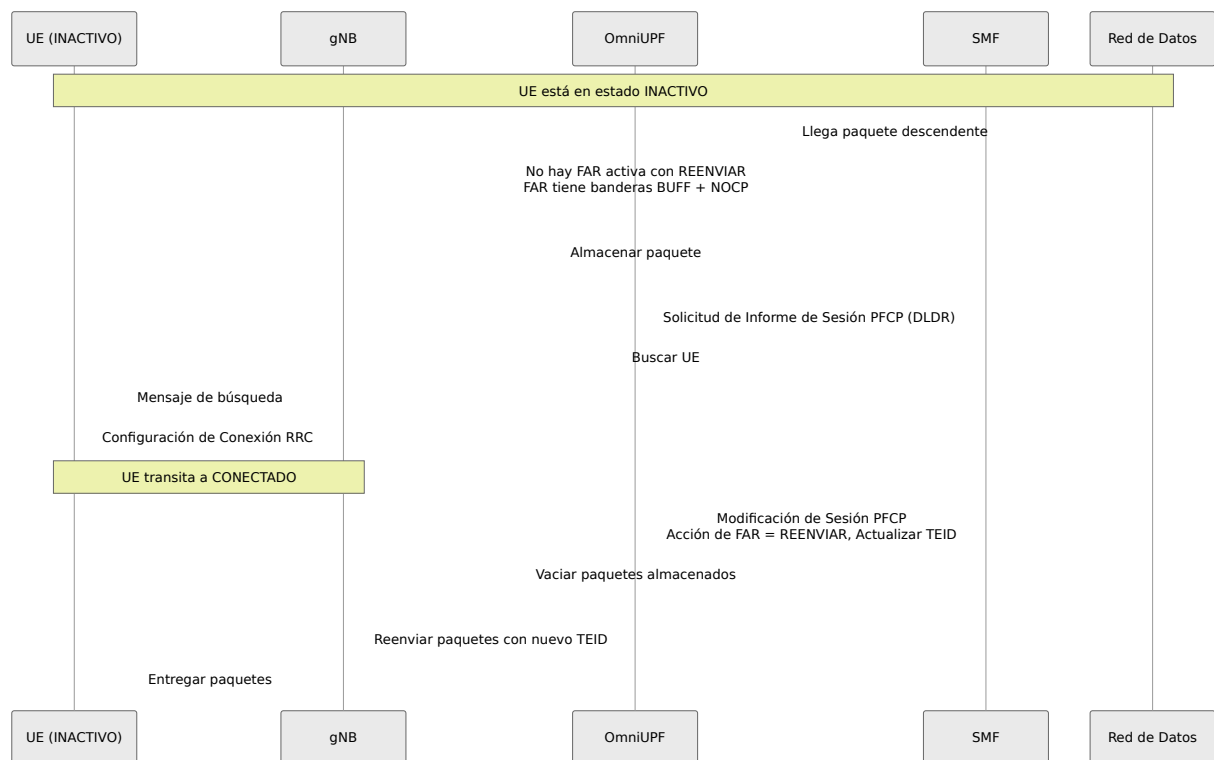 UE (INACTIVO)
gNB
OmniUPF
SMF
Red de Datos
UE está en estado INACTIVO
Llega paquete descendente
No hay FAR activa con REENVIAR
FAR tiene banderas BUFF + NOCP
Almacenar paquete
Solicitud de Informe de Sesión PFCP (DLDR)
Buscar UE
Mensaje de búsqueda
Configuración de Conexión RRC
UE transita a CONECTADO
Modificación de Sesión PFCP
Acción de FAR = REENVIAR, Actualizar TEID
Vaciar paquetes almacenados
Reenviar paquetes con nuevo TEID
Entregar paquetes
UE (INACTIVO)
gNB
OmniUPF
SMF
Red de Datos